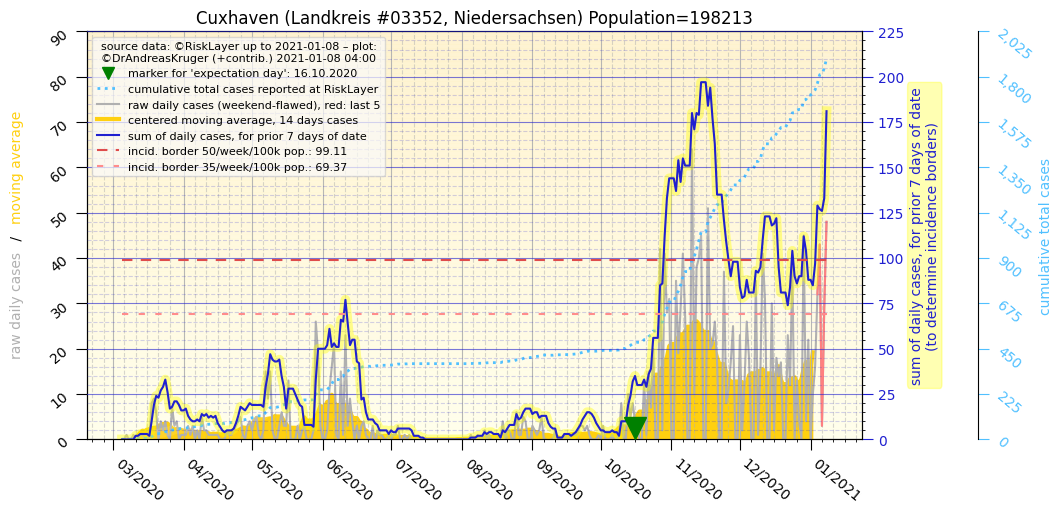 Cuxhaven (Landkreis #03352, Niedersachsen) Population=198213
source data: ©RiskLayer up to 2021-01-08 – plot:
©DrAndreasKruger (+contrib.) 2021-01-08 04:00
marker for 'expectation day': 16.10.2020
cumulative total cases reported at RiskLayer
raw daily cases (weekend-flawed), red: last 5
centered moving average, 14 days cases
sum of daily cases, for prior 7 days of date
incid. border 50/week/100k pop.: 99.11
incid. border 35/week/100k pop.: 69.37
raw daily cases / moving average
90
80
70
60
50
40
30
20
10
0
03/2020
04/2020
05/2020
06/2020
07/2020
08/2020
09/2020
10/2020
11/2020
12/2020
01/2021
225
200
175
150
125
100
75
50
25
0
sum of daily cases, for prior 7 days of date
(to determine incidence borders)
2,025
1,800
1,575
1,350
1,125
900
675
450
225
0
cumulative total cases